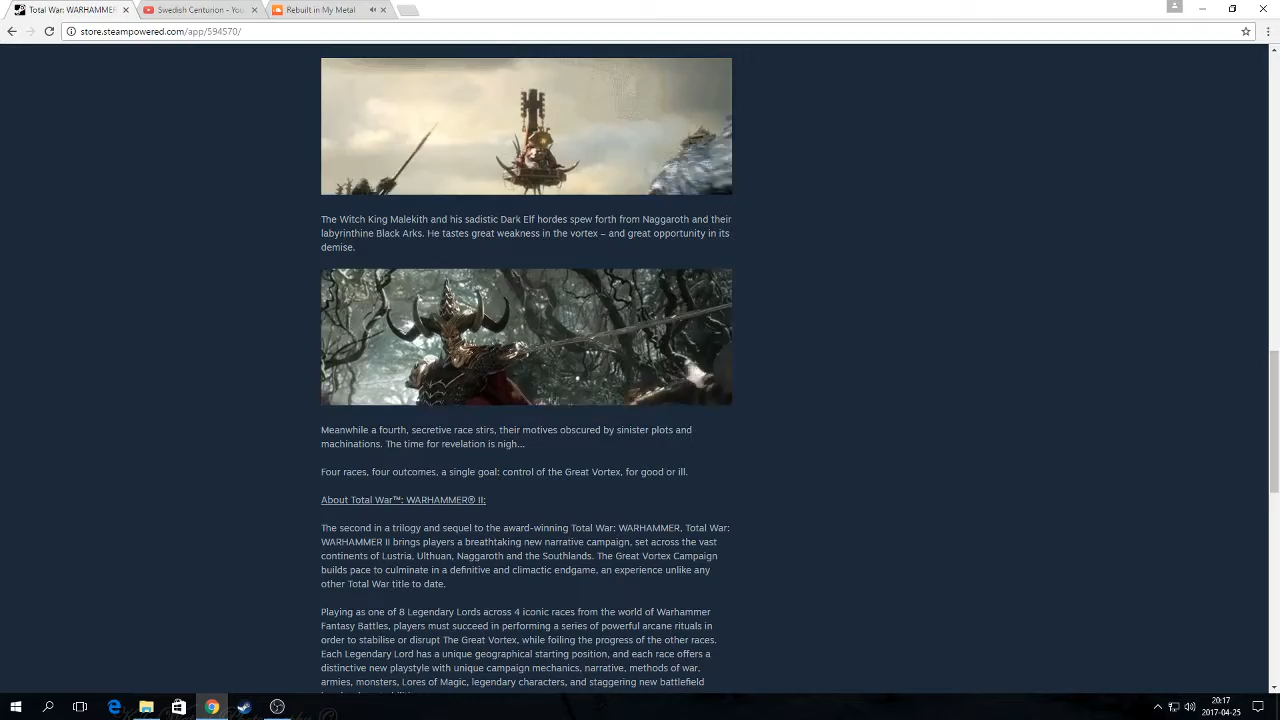 Total War: WARHAMMER
Swedish Centurion - You
Rebuilt in My Metal
store.steampowered.com/app/594570/
The Witch King Malekith and his sadistic Dark Elf hordes spew forth from Naggaroth and their
labyrinthine Black Arks. He tastes great weakness in the vortex – and great opportunity in its
demise.
Meanwhile a fourth, secretive race stirs, their motives obscured by sinister plots and
machinations. The time for revelation is nigh...
Four races, four outcomes, a single goal: control of the Great Vortex, for good or ill.
About Total War™: WARHAMMER® II:
The second in a trilogy and sequel to the award-winning Total War: WARHAMMER, Total War:
WARHAMMER II brings players a breathtaking new narrative campaign, set across the vast
continents of Lustria, Ulthuan, Naggaroth and the Southlands. The Great Vortex Campaign
builds pace to culminate in a definitive and climactic endgame, an experience unlike any
other Total War title to date.
Playing as one of 8 Legendary Lords across 4 iconic races from the world of Warhammer
Fantasy Battles, players must succeed in performing a series of powerful arcane rituals in
order to stabilise or disrupt The Great Vortex, while foiling the progress of the other races.
Each Legendary Lord has a unique geographical starting position, and each race offers a
distinctive new playstyle with unique campaign mechanics, narrative, methods of war,
armies, monsters, Lores of Magic, legendary characters, and staggering new battlefield
20:17
2017-04-25